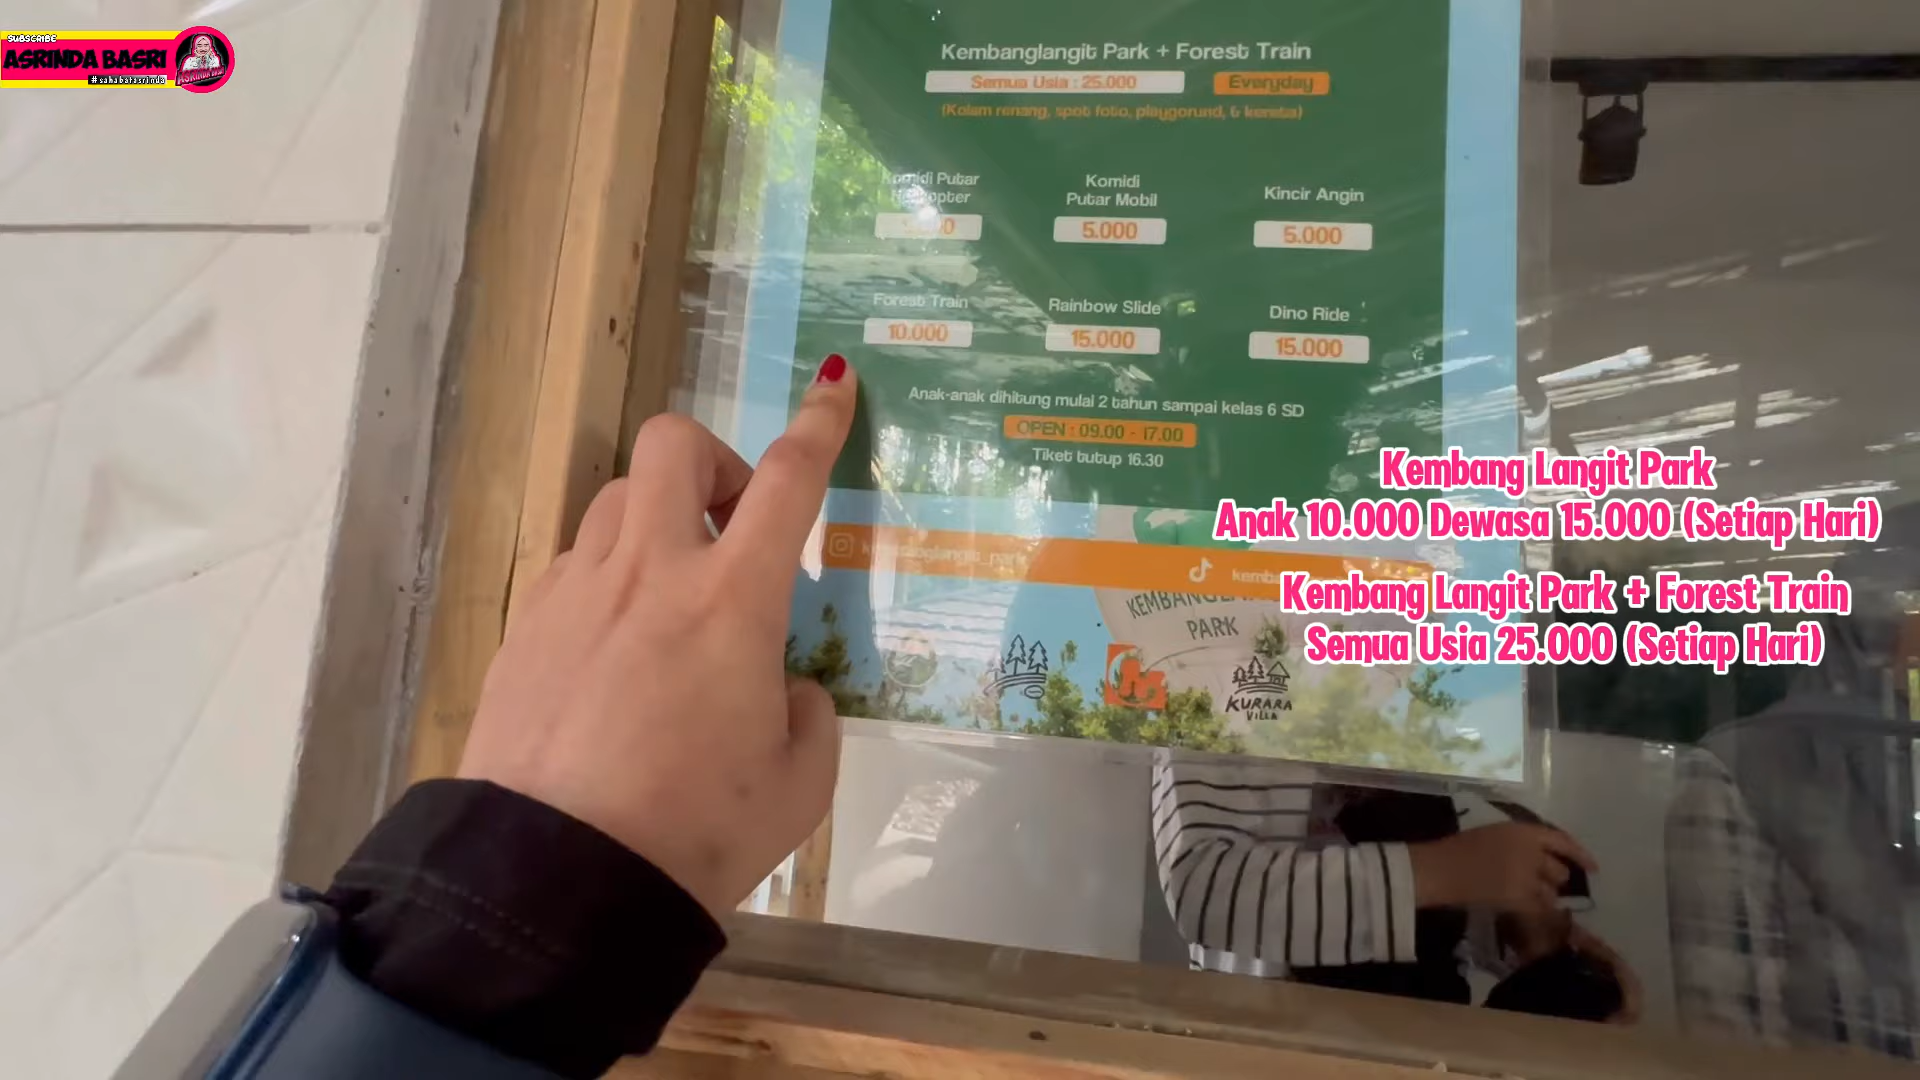 SUBSCRIBE
ASRINDA BASRI
#sahabatasrinda
ASRINDA BASRI
Kembanglangit Park + Forest Train
Semua Usia : 25.000
Everyday
(Kolam renang, spot foto, playgorund, & kereta)
Komidi Putar
Komidi
Putar Mobil
5.000
Kincir Angin
5.000
Forest Train
10.000
Rainbow Slide
15.000
Dino Ride
15.000
Anak-anak dihitung mulai 2 tahun sampai kelas 6 SD
OPEN : 09.00 - 17.00
Tiket tutup 16.30
PARK
KURARA
VILLA
Kembang Langit Park
Anak 10.000 Dewasa 15.000 (Setiap Hari)
Kembang Langit Park + Forest Train
Semua Usia 25.000 (Setiap Hari)